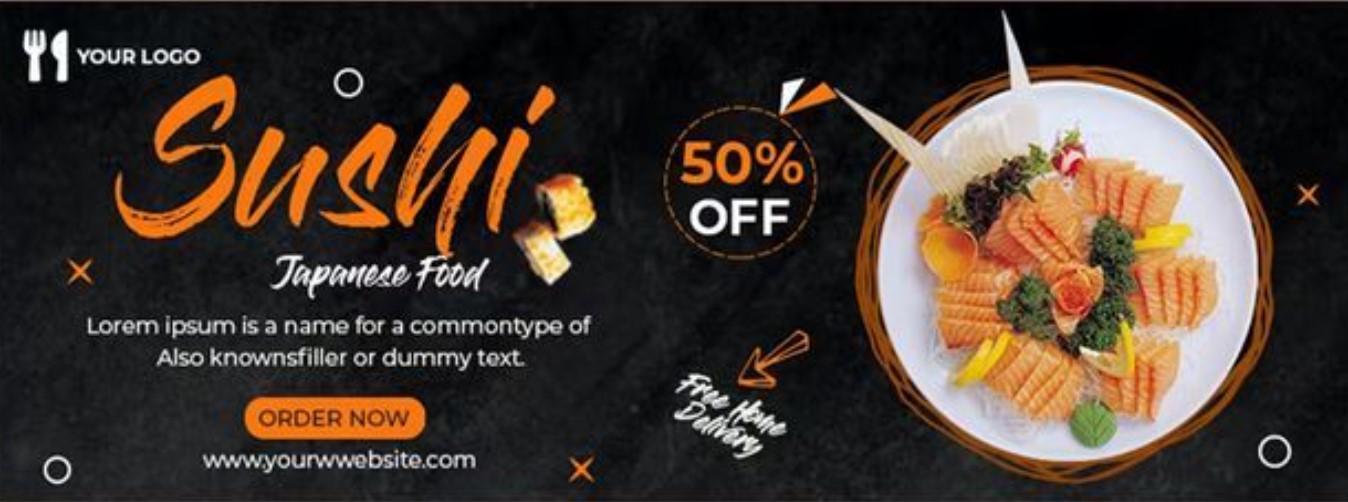 YOUR LOGO
Sushi
Japanese Food
Lorem ipsum is a name for a commontype of
Also knownsfiller or dummy text.
ORDER NOW
www.yourwwebsite.com
50%
OFF
Free Home
Delivery